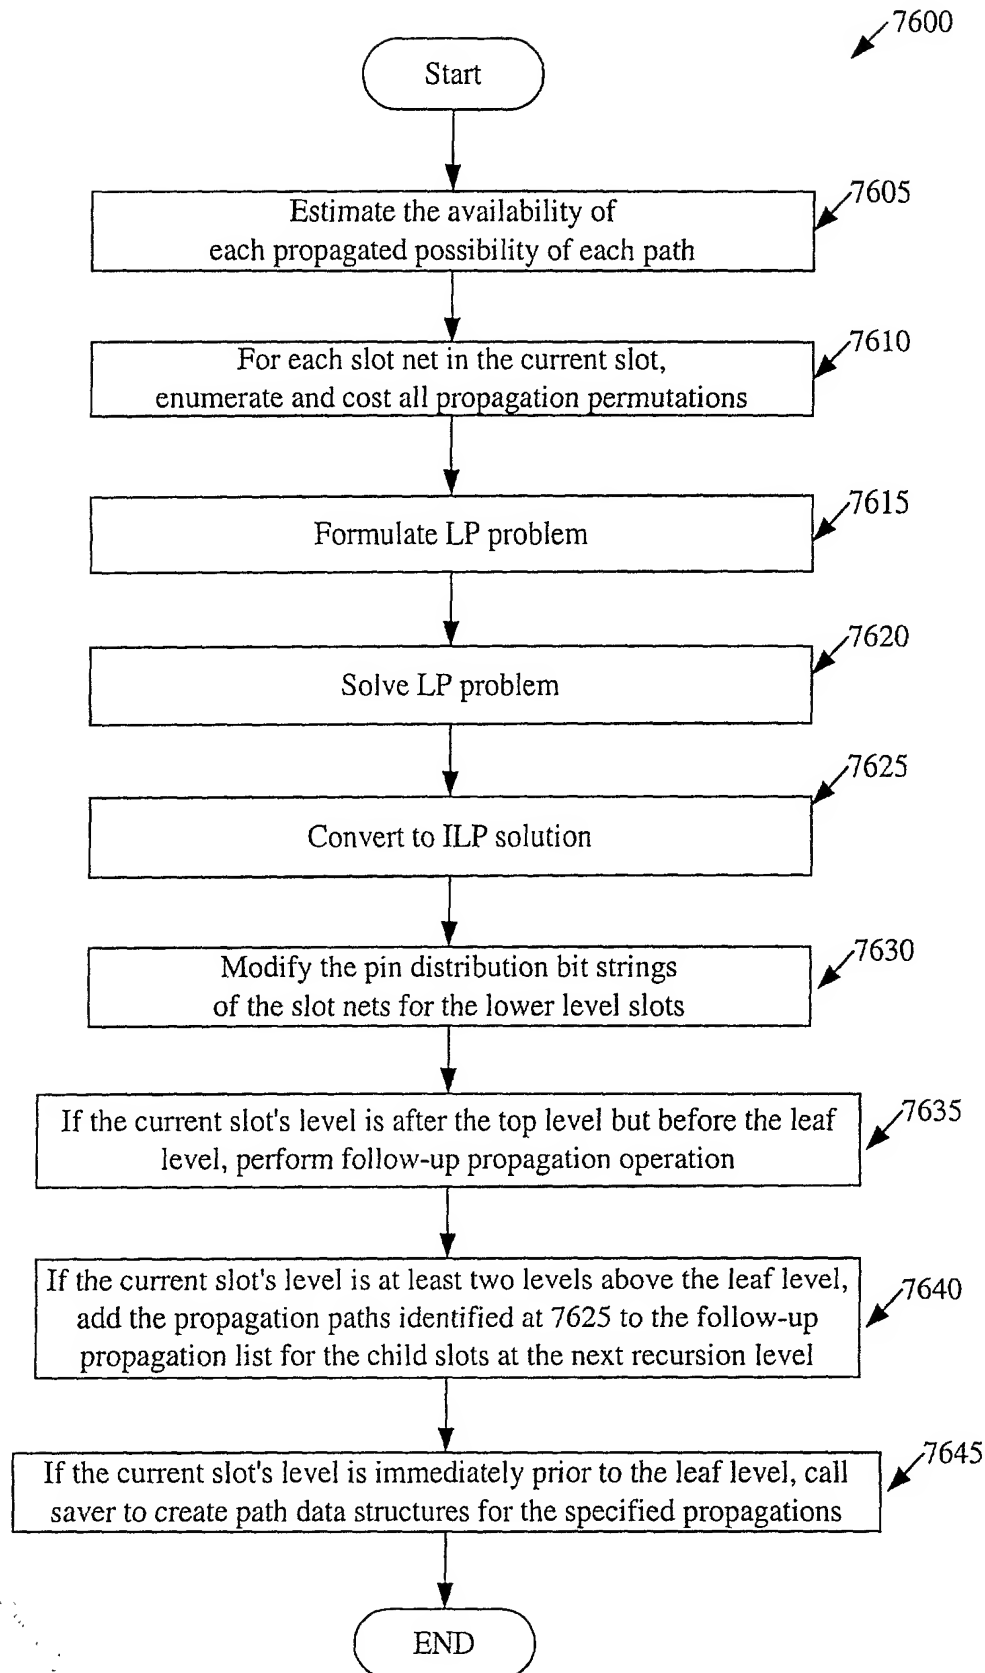 7600
Start
7605
Estimate the availability of
each propagated possibility of each path
7610
For each slot net in the current slot,
enumerate and cost all propagation permutations
7615
Formulate LP problem
7620
Solve LP problem
7625
Convert to ILP solution
7630
Modify the pin distribution bit strings
of the slot nets for the lower level slots
7635
If the current slot's level is after the top level but before the leaf
level, perform follow-up propagation operation
7640
If the current slot's level is at least two levels above the leaf level,
add the propagation paths identified at 7625 to the follow-up
propagation list for the child slots at the next recursion level
7645
If the current slot's level is immediately prior to the leaf level, call
saver to create path data structures for the specified propagations
END